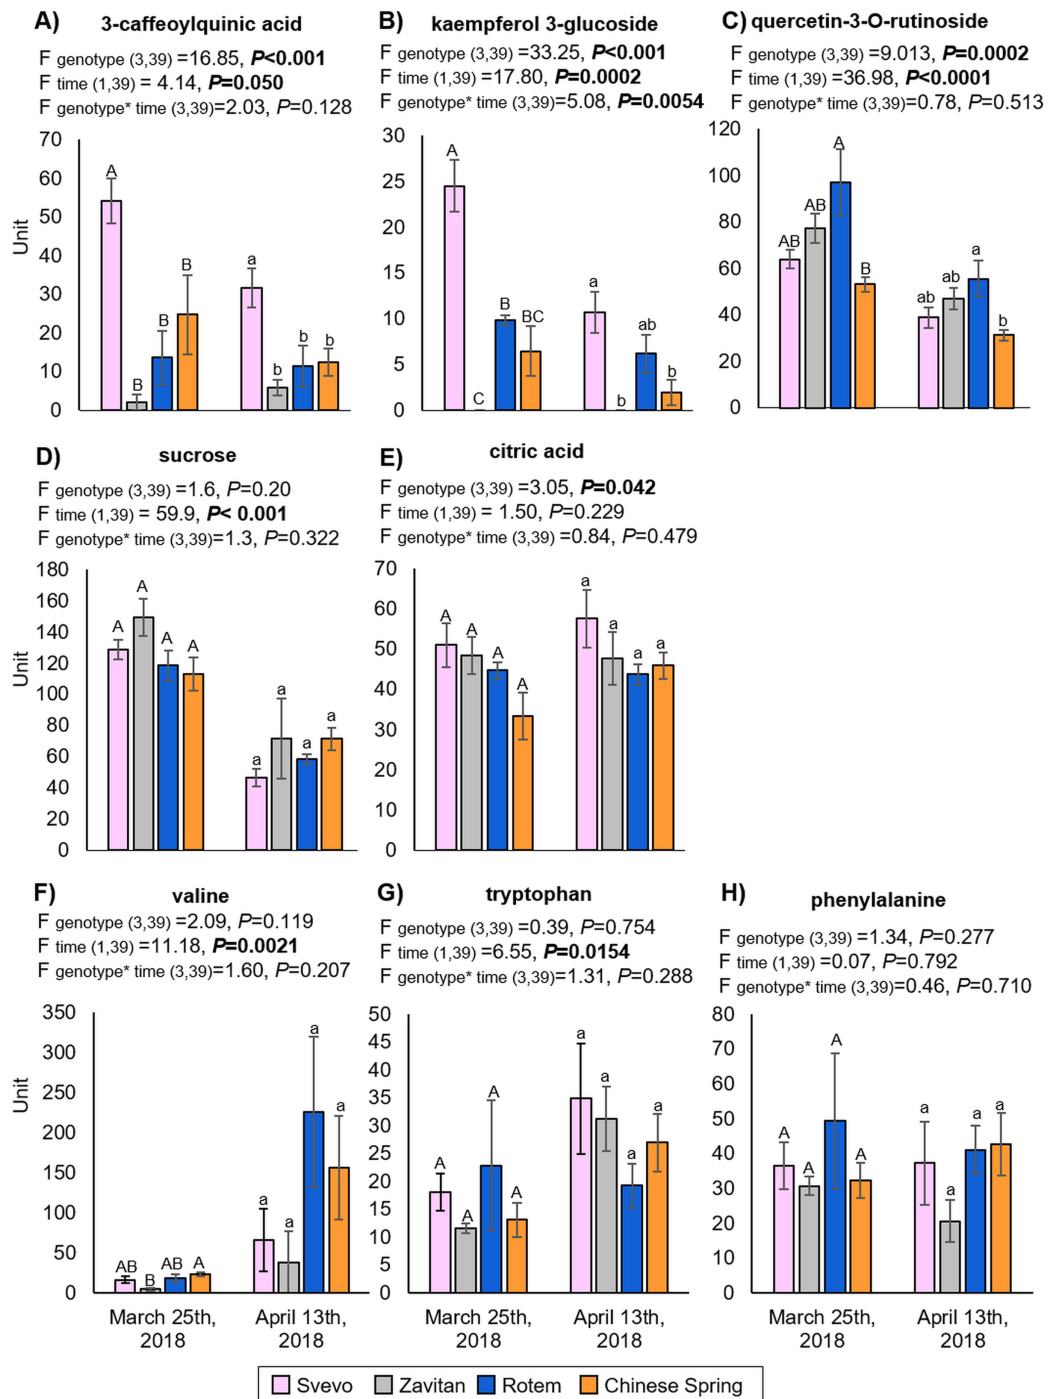 A) 3-caffeoylquinic acid
F genotype (3,39) =16.85, P<0.001
F time (1,39) = 4.14, P=0.050
F genotype* time (3,39)=2.03, P=0.128
70
60
50
40
30
20
10
0
Unit
A
B
B
B
a
b
b
b
B) kaempferol 3-glucoside
F genotype (3,39) =33.25, P<0.001
F time (1,39) =17.80, P=0.0002
F genotype* time (3,39)=5.08, P=0.0054
30
25
20
15
10
5
0
A
C
B
BC
a
b
ab
b
C) quercetin-3-O-rutinoside
F genotype (3,39) =9.013, P=0.0002
F time (1,39) =36.98, P<0.0001
F genotype* time (3,39)=0.78, P=0.513
120
100
80
60
40
20
0
AB
AB
A
B
ab
ab
a
b
D) sucrose
F genotype (3,39) =1.6, P=0.20
F time (1,39) = 59.9, P< 0.001
F genotype* time (3,39)=1.3, P=0.322
180
160
140
120
100
80
60
40
20
0
Unit
A
A
A
A
a
a
a
a
E) citric acid
F genotype (3,39) =3.05, P=0.042
F time (1,39) = 1.50, P=0.229
F genotype* time (3,39) =0.84, P=0.479
70
60
50
40
30
20
10
0
A
A
A
A
a
a
a
a
F) valine
F genotype (3,39) =2.09, P=0.119
F time (1,39) =11.18, P=0.0021
F genotype* time (3,39)=1.60, P=0.207
350
300
250
200
150
100
50
0
Unit
AB
B
AB
A
a
a
a
a
March 25th,
2018
April 13th,
2018
G) tryptophan
F genotype (3,39) =0.39, P=0.754
F time (1,39) =6.55, P=0.0154
F genotype* time (3,39)=1.31, P=0.288
50
45
40
35
30
25
20
15
10
5
0
A
A
A
A
a
a
a
a
March 25th,
2018
April 13th,
2018
H) phenylalanine
F genotype (3,39) =1.34, P=0.277
F time (1,39) =0.07, P=0.792
F genotype* time (3,39)=0.46, P=0.710
80
70
60
50
40
30
20
10
0
A
A
A
A
a
a
a
a
March 25th,
2018
April 13th,
2018
Svevo Zavitan Rotem Chinese Spring